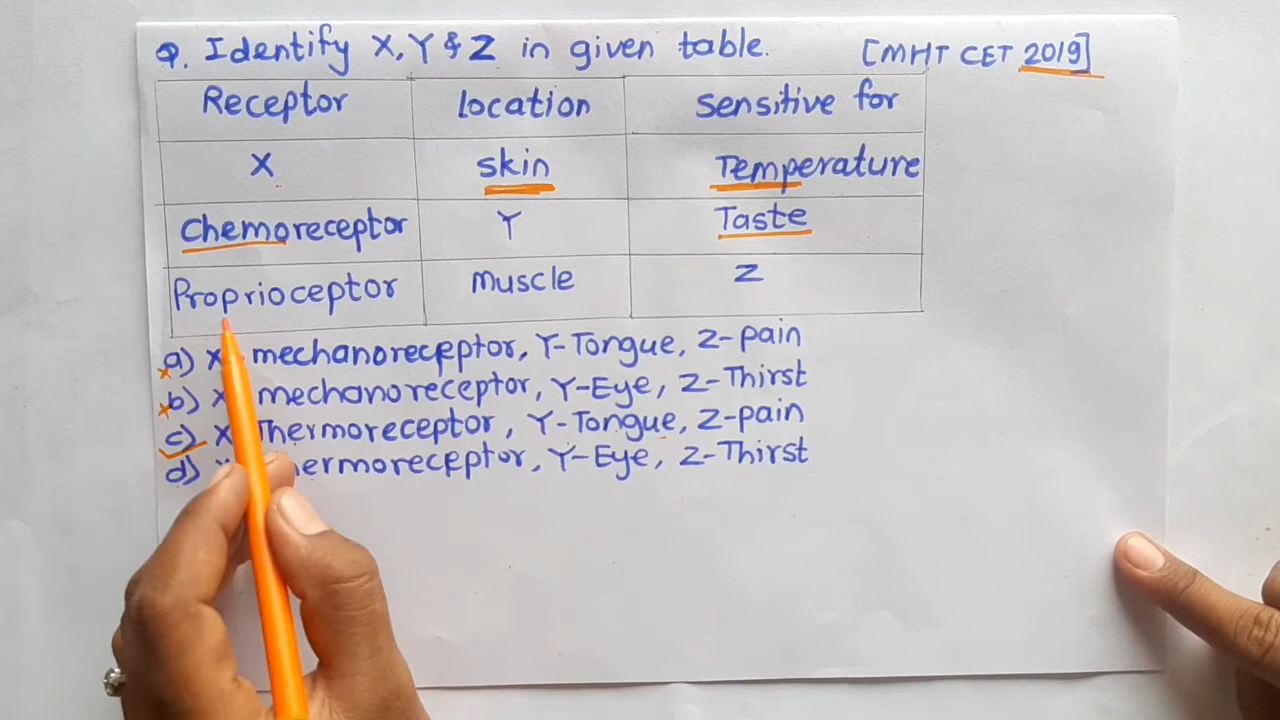 Q. Identify X, Y & Z in given table. [MHT CET 2019]
Receptor location Sensitive for
X skin Temperature
Chemoreceptor Y Taste
Proprioceptor Muscle Z
a) X mechanoreceptor, Y-Tongue, Z-pain
b) X mechanoreceptor, Y-Eye, Z-Thirst
c) X Thermoreceptor, Y-Tongue, Z-pain
d) Y-Eye, Z-Thirst